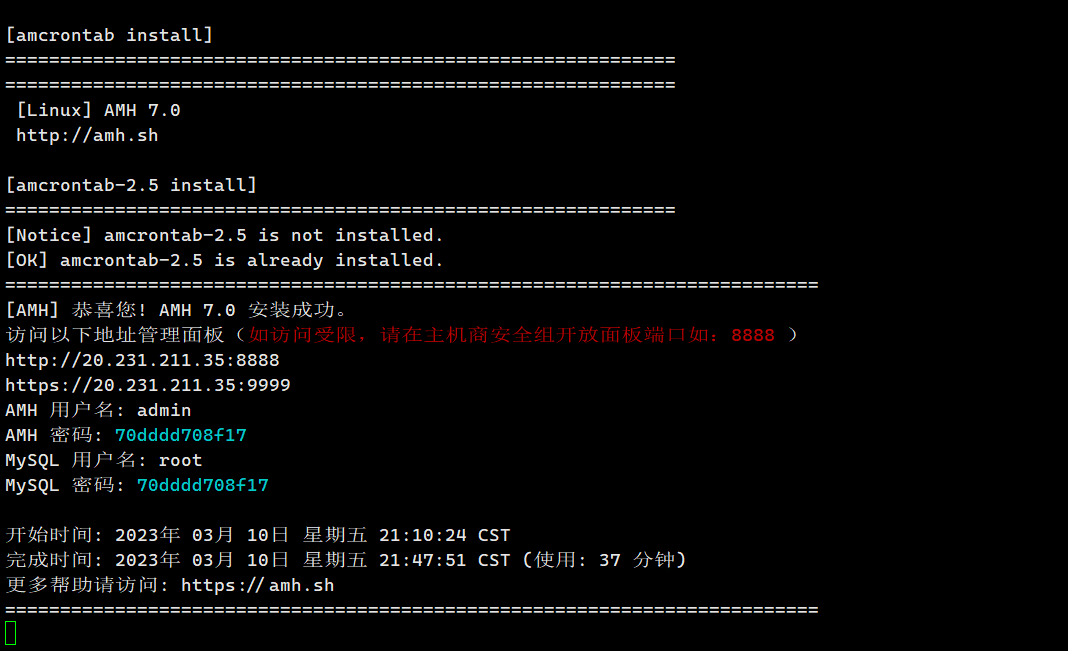 [amcrontab install]
=============================================================
=============================================================
[Linux] AMH 7.0
http://amh.sh
[amcrontab-2.5 install]
=============================================================
[Notice] amcrontab-2.5 is not installed.
[OK] amcrontab-2.5 is already installed.
==========================================================================
[AMH] 恭喜您! AMH 7.0 安装成功。
访问以下地址管理面板（如访问受限，请在主机商安全组开放面板端口如：8888 ）
http://20.231.211.35:8888
https://20.231.211.35:9999
AMH 用户名: admin
AMH 密码: 70dddd708f17
MySQL 用户名: root
MySQL 密码: 70dddd708f17
开始时间: 2023年 03月 10日 星期五 21:10:24 CST
完成时间: 2023年 03月 10日 星期五 21:47:51 CST (使用: 37 分钟)
更多帮助请访问: https://amh.sh
==========================================================================